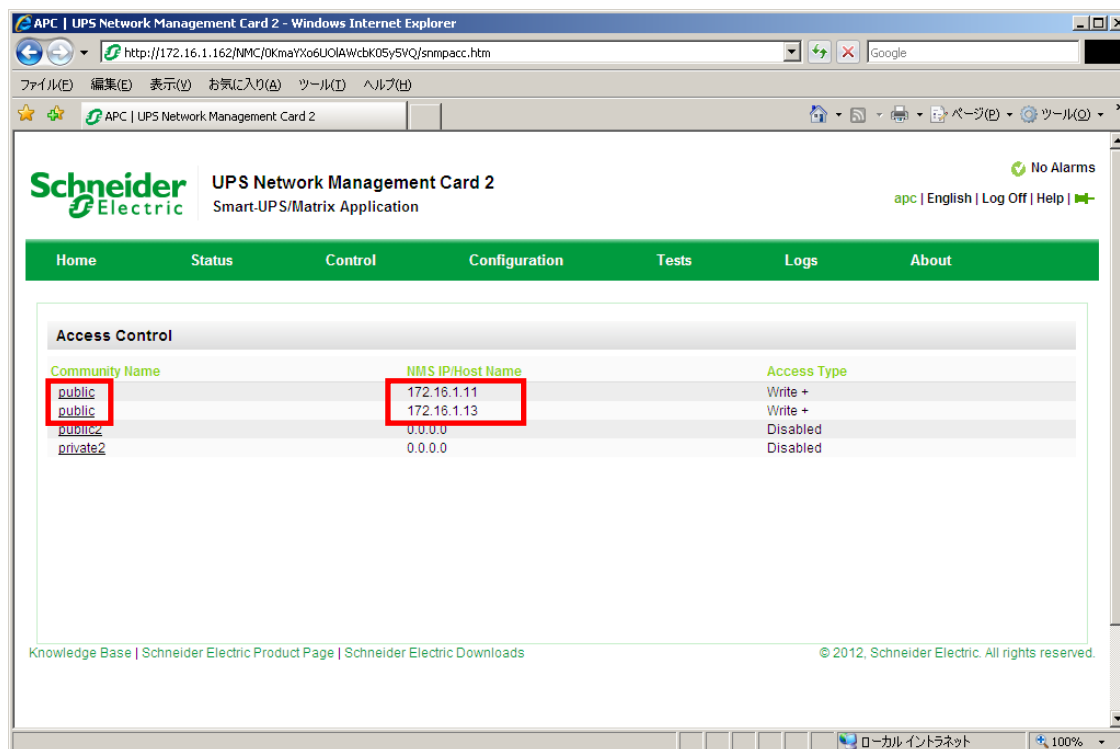 APC | UPS Network Management Card 2 - Windows Internet Explorer
http://172.16.1.162/NMC/0KmaYXo6UOlAWcbK05y5VQ/snmpacc.htm
Google
ファイル(F) 編集(E) 表示(V) お気に入り(A) ツール(T) ヘルプ(H)
APC | UPS Network Management Card 2
ページ(P) ツール(O)
No Alarms
Schneider Electric
UPS Network Management Card 2
Smart-UPS/Matrix Application
apc | English | Log Off | Help |
Home Status Control Configuration Tests Logs About
Access Control
Community Name NMS IP/Host Name Access Type
public 172.16.1.11 Write +
public 172.16.1.13 Write +
public2 0.0.0.0 Disabled
private2 0.0.0.0 Disabled
Knowledge Base | Schneider Electric Product Page | Schneider Electric Downloads
© 2012, Schneider Electric. All rights reserved.
ローカル イントラネット 100%